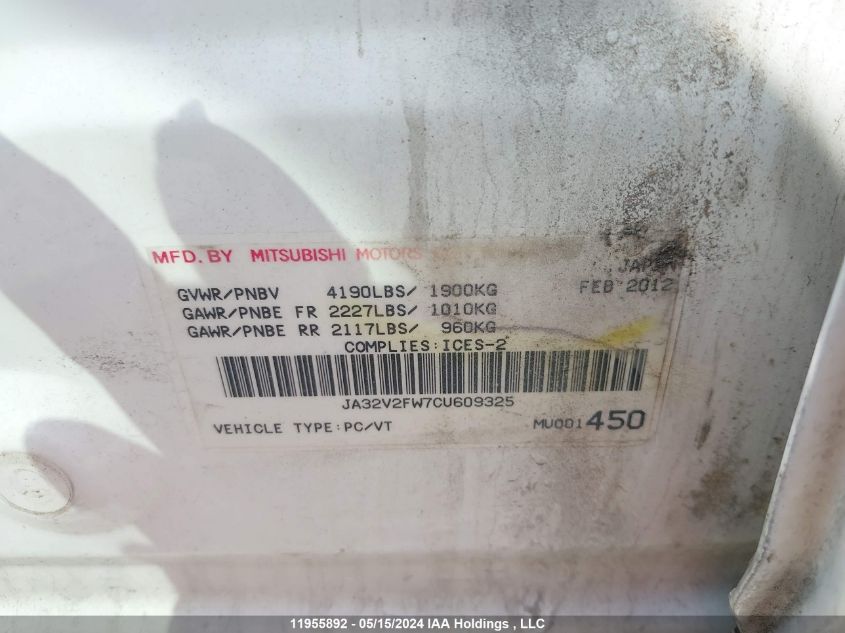 MFD. BY MITSUBISHI MOTORS
JAPAN
GVWR/PNBV 4190LBS/ 1900KG FEB 2012
GAWR/PNBE FR 2227LBS/ 1010KG
GAWR/PNBE RR 2117LBS/ 960KG
COMPLIES:ICES-2
JA32V2FW7CU609325
VEHICLE TYPE:PC/VT MU001450
11955892 - 05/15/2024 IAA Holdings , LLC